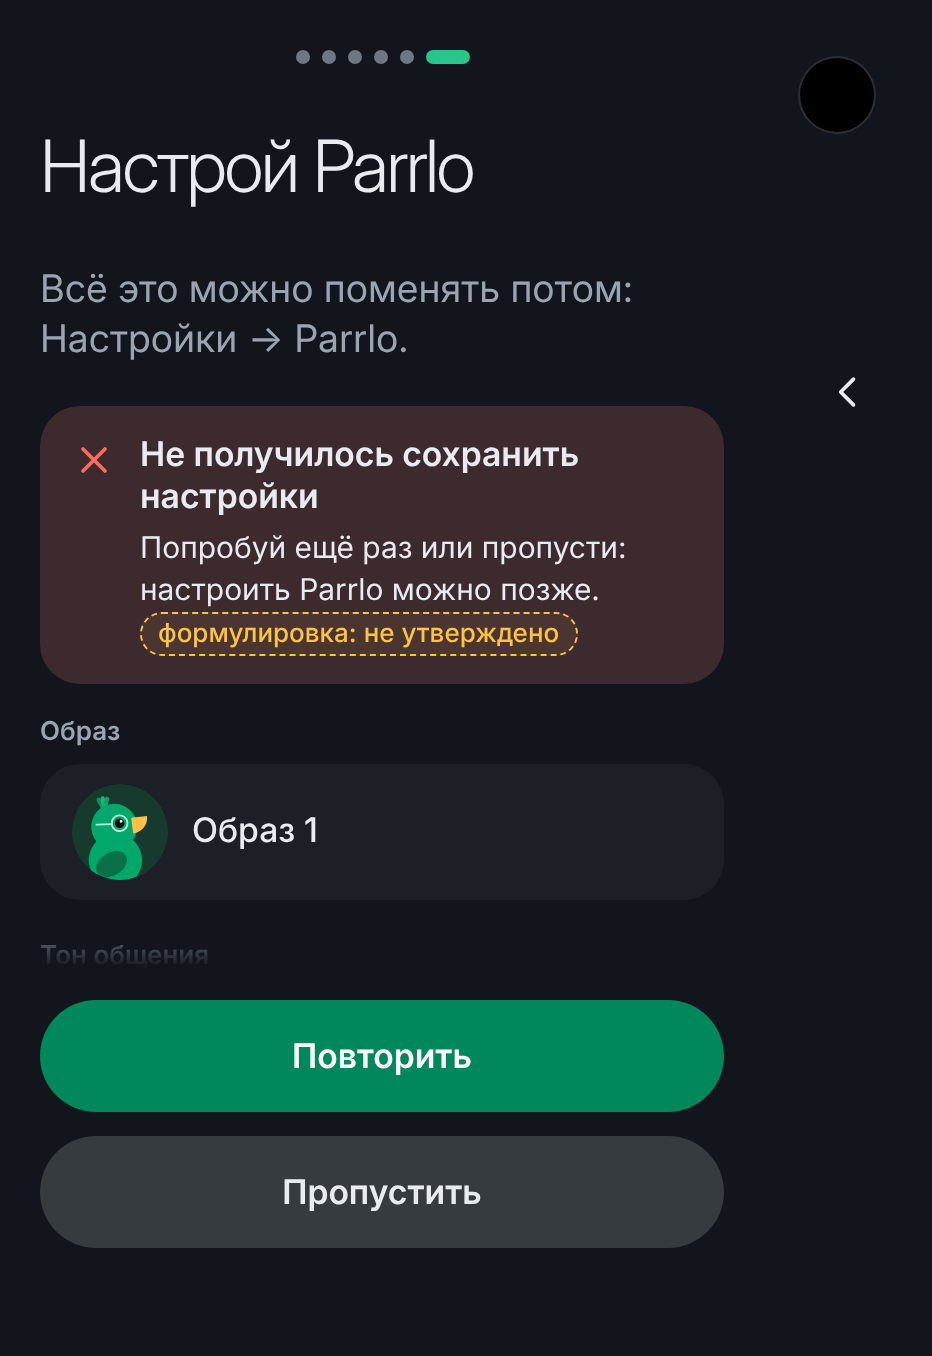 Настрой Parrlo
Всё это можно поменять потом:
Настройки → Parrlo.
Не получилось сохранить
настройки
Попробуй ещё раз или пропусти:
настроить Parrlo можно позже.
формулировка: не утверждено
Образ
Образ 1
Тон общения
Повторить
Пропустить